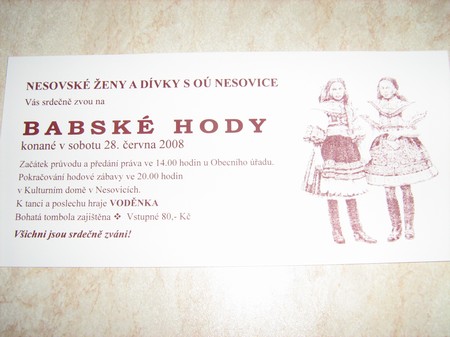 NESOVSKÉ ŽENY A DÍVKY S OÚ NESOVICE
Vás srdečně zvou na
BABSKÉ HODY
konané v sobotu 28. června 2008
Začátek průvodu a předání práva ve 14.00 hodin u Obecního úřadu.
Pokračování hodové zábavy ve 20.00 hodin
v Kulturním domě v Nesovicích.
K tanci a poslechu hraje VODĚNKA
Bohatá tombola zajištěna ❖ Vstupné 80,- Kč
Všichni jsou srdečně zváni!